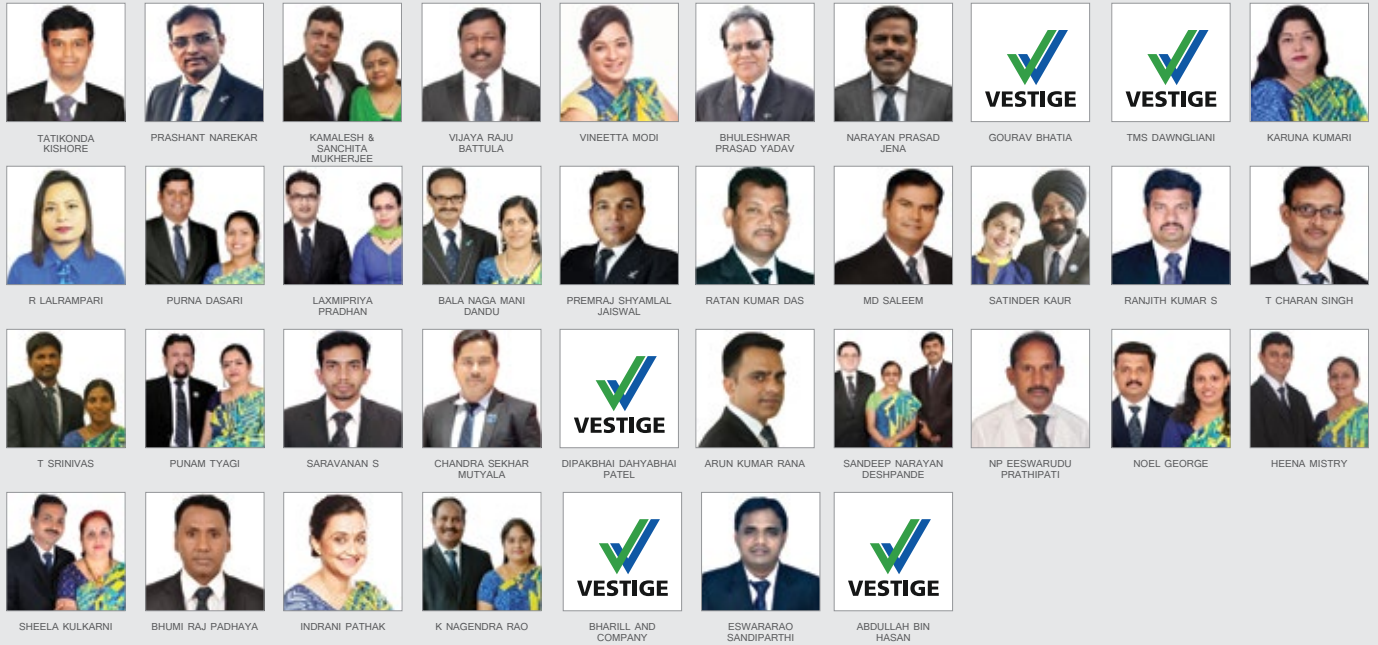 VESTIGE
VESTIGE
TATIKONDA
KISHORE
PRASHANT NAREKAR
KAMALESH &
SANCHITA
MUKHERJEE
VIJAYA RAJU
BATTULA
VINEETTA MODI
BHULESHWAR
PRASAD YADAV
NARAYAN PRASAD
JENA
GOURAV BHATIA
TMS DAWNGLIANI
KARUNA KUMARI
R LALRAMPARI
PURNA DASARI
LAXMIPRIYA
PRADHAN
BALA NAGA MANI
DANDU
PREMRAJ SHYAMLAL
JAISWAL
RATAN KUMAR DAS
MD SALEEM
SATINDER KAUR
RANJITH KUMAR S
T CHARAN SINGH
VESTIGE
T SRINIVAS
PUNAM TYAGI
SARAVANAN S
CHANDRA SEKHAR
MUTYALA
DIPAKBHAI DAHYABHAI
PATEL
ARUN KUMAR RANA
SANDEEP NARAYAN
DESHPANDE
NP EESWARUDU
PRATHIPATI
NOEL GEORGE
HEENA MISTRY
VESTIGE
VESTIGE
SHEELA KULKARNI
BHUMI RAJ PADHAYA
INDRANI PATHAK
K NAGENDRA RAO
BHARILL AND
COMPANY
ESWARARAO
SANDIPARTHI
ABDULLAH BIN
HASAN